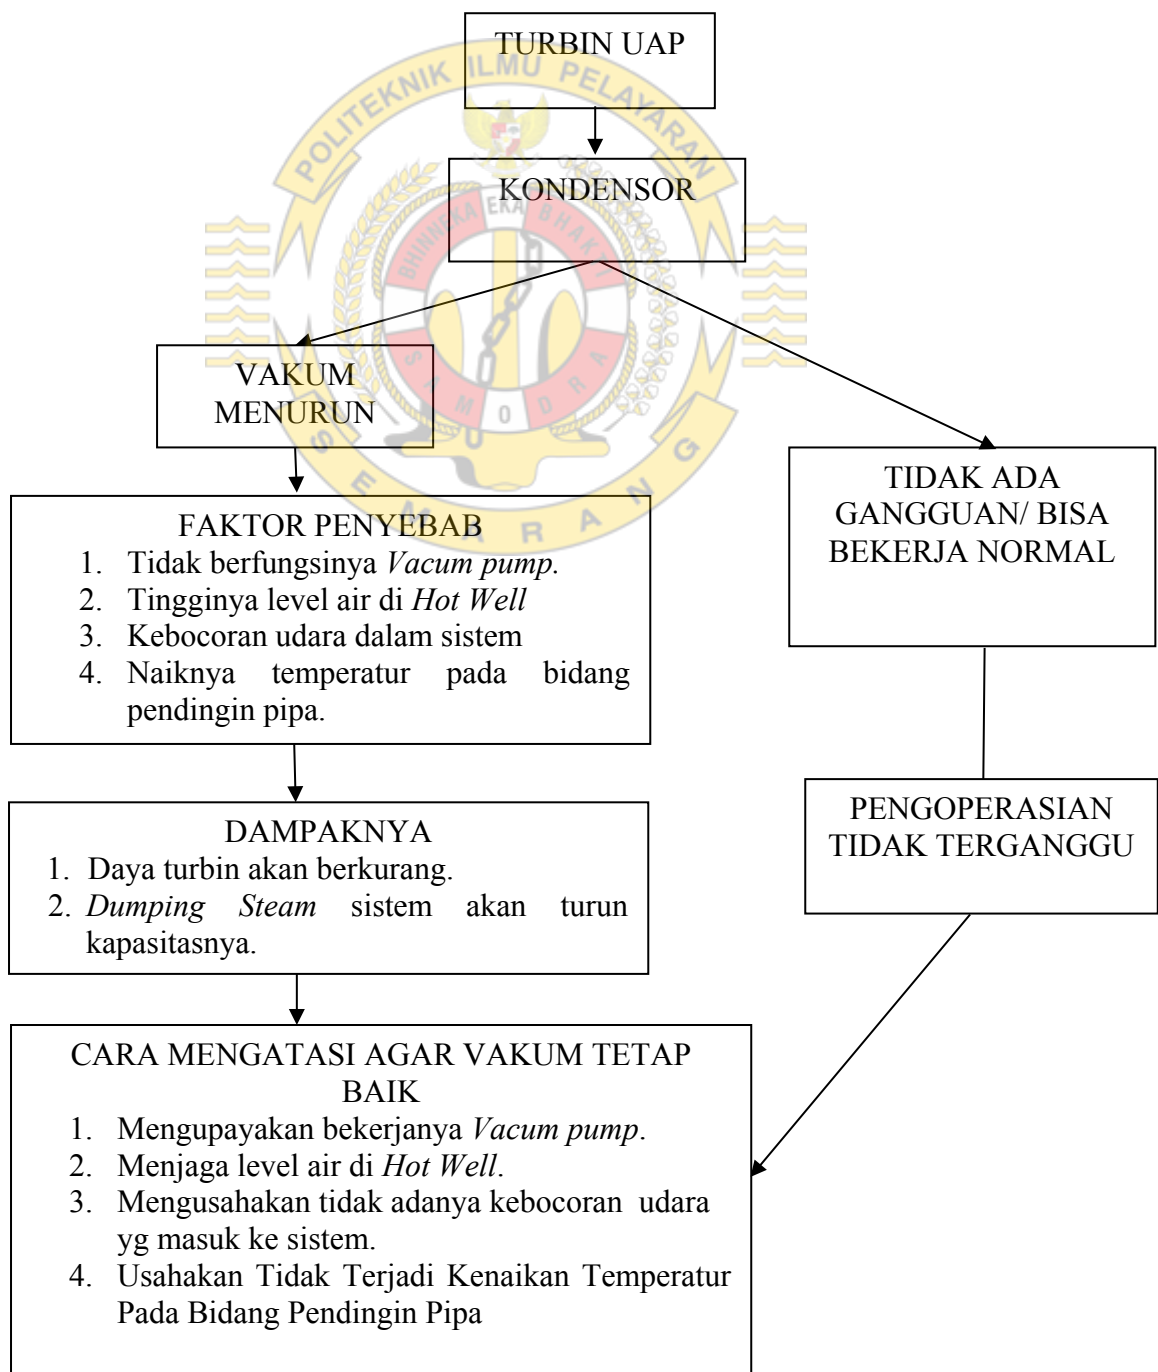 TURBIN UAP
POLITEKNIK ILMU PELAYARAN
KONDENSOR
BHINNEKA EKA BHAKTI
SAMODRA
SEMARANG
VAKUM
MENURUN
TIDAK ADA
GANGGUAN/ BISA
BEKERJA NORMAL
FAKTOR PENYEBAB
1. Tidak berfungsinya Vacum pump.
2. Tingginya level air di Hot Well
3. Kebocoran udara dalam sistem
4. Naiknya temperatur pada bidang
pendingin pipa.
PENGOPERASIAN
TIDAK TERGANGGU
DAMPAKNYA
1. Daya turbin akan berkurang.
2. Dumping Steam sistem akan turun
kapasitasnya.
CARA MENGATASI AGAR VAKUM TETAP
BAIK
1. Mengupayakan bekerjanya Vacum pump.
2. Menjaga level air di Hot Well.
3. Mengusahakan tidak adanya kebocoran udara
yg masuk ke sistem.
4. Usahakan Tidak Terjadi Kenaikan Temperatur
Pada Bidang Pendingin Pipa